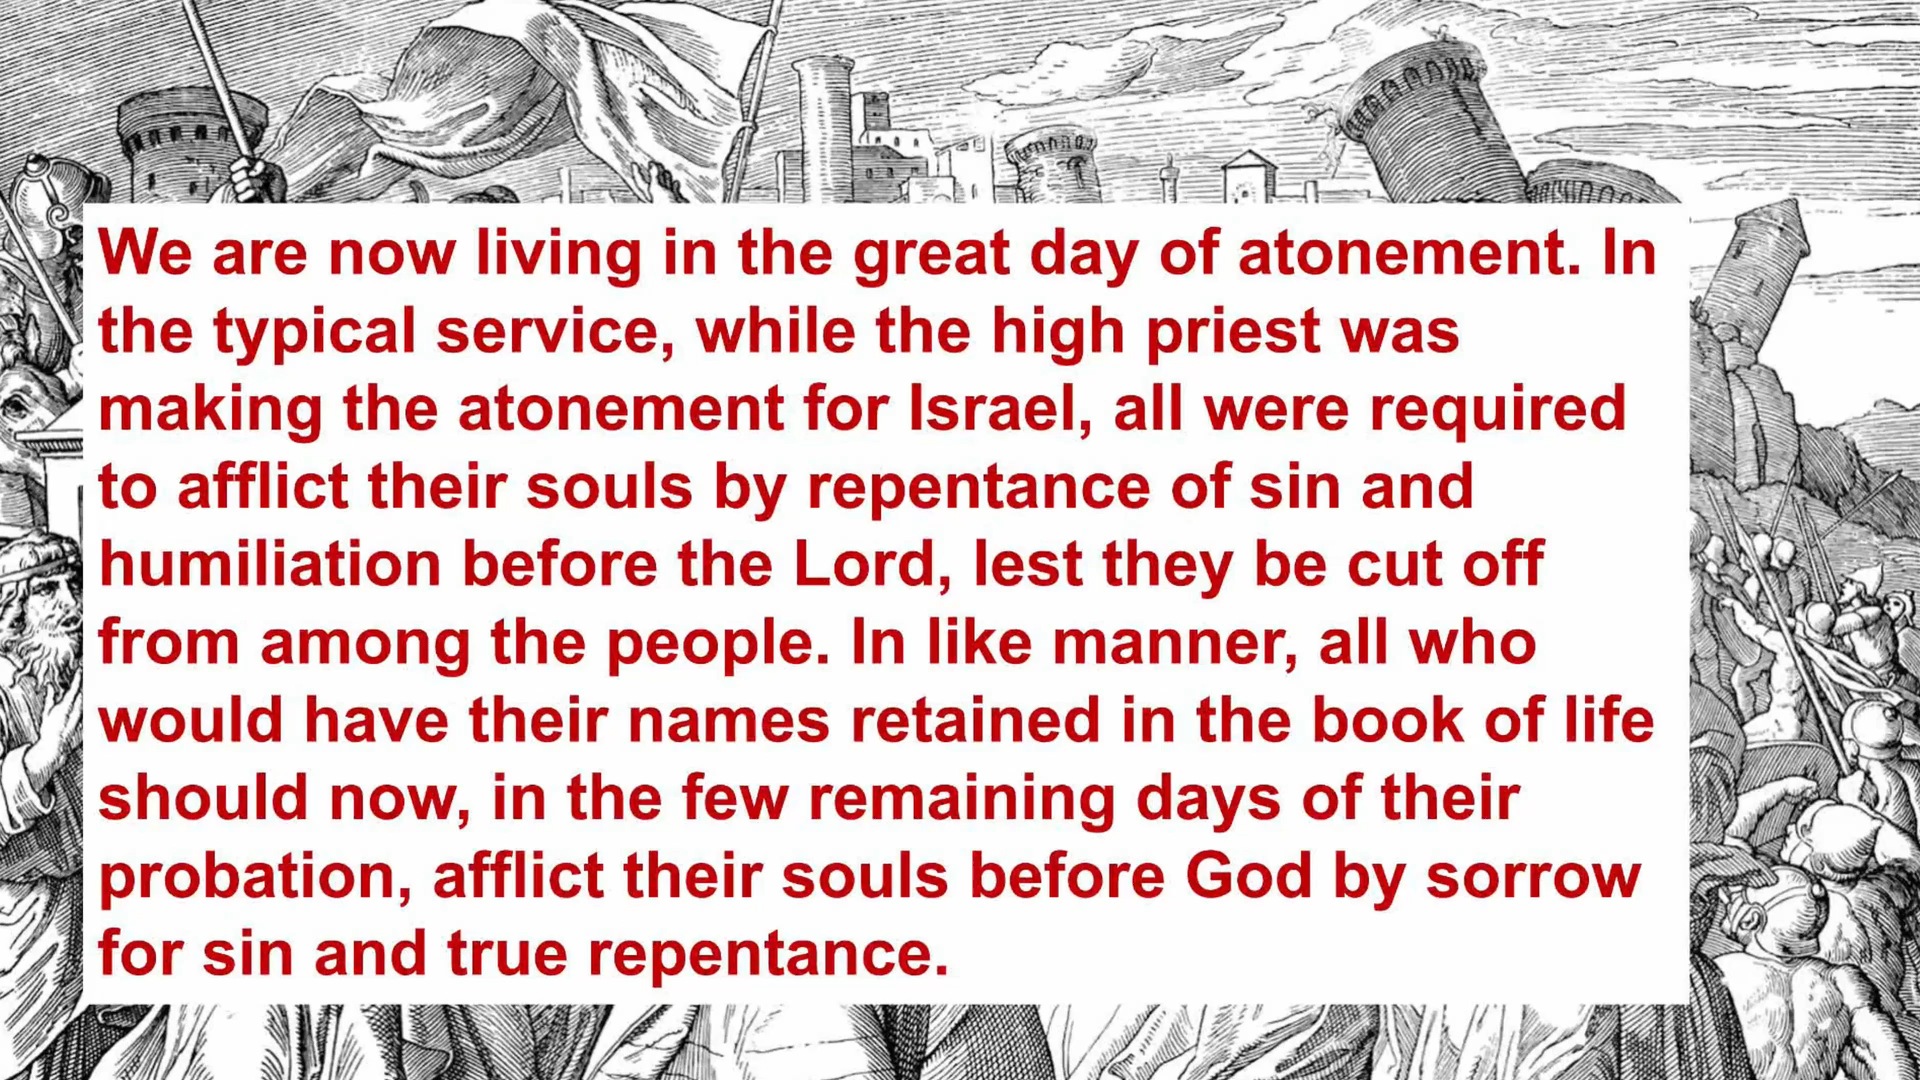 We are now living in the great day of atonement. In
the typical service, while the high priest was
making the atonement for Israel, all were required
to afflict their souls by repentance of sin and
humiliation before the Lord, lest they be cut off
from among the people. In like manner, all who
would have their names retained in the book of life
should now, in the few remaining days of their
probation, afflict their souls before God by sorrow
for sin and true repentance.